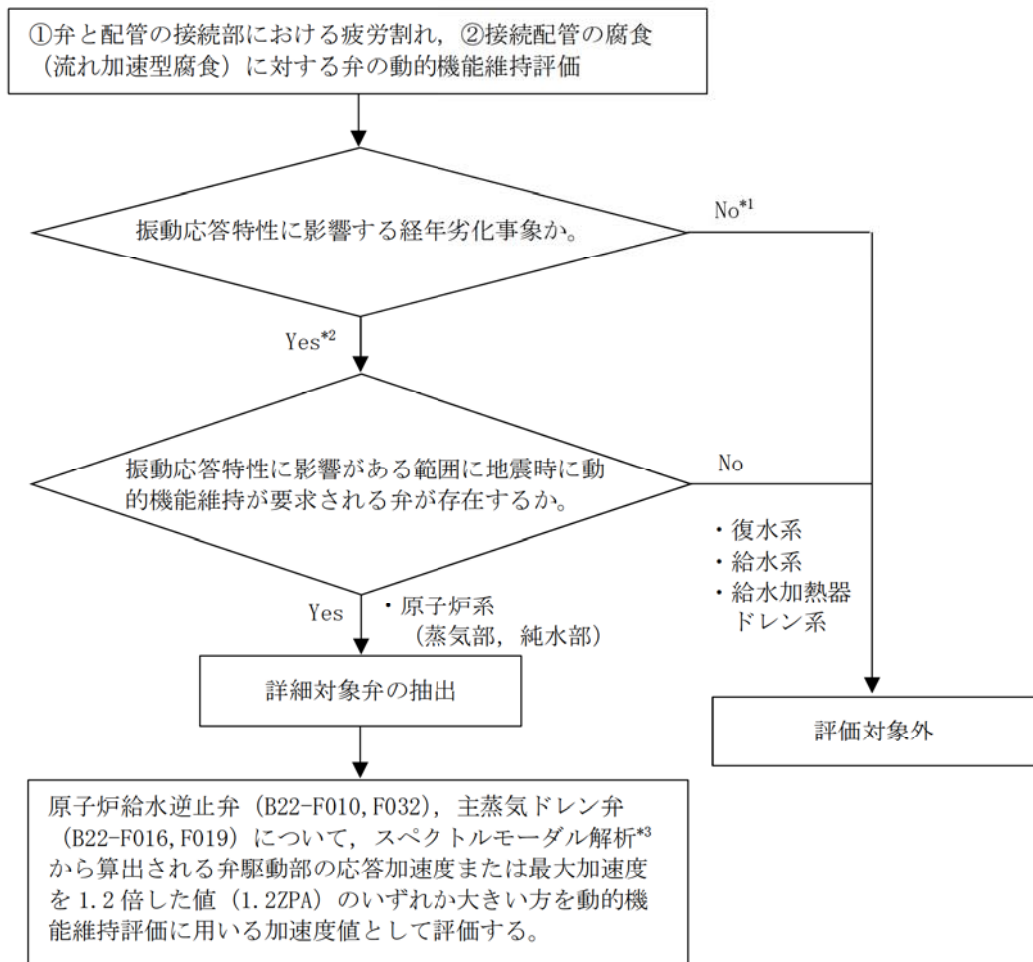 ①弁と配管の接続部における疲労割れ，②接続配管の腐食
（流れ加速型腐食）に対する弁の動的機能維持評価
振動応答特性に影響する経年劣化事象か。
No*1
Yes*2
振動応答特性に影響がある範囲に地震時に動
的機能維持が要求される弁が存在するか。
No
・復水系
・給水系
・給水加熱器
ドレン系
Yes
・原子炉系
（蒸気部，純水部）
詳細対象弁の抽出
評価対象外
原子炉給水逆止弁（B22-F010,F032），主蒸気ドレン弁
（B22-F016,F019）について，スペクトルモーダル解析*3
から算出される弁駆動部の応答加速度または最大加速度
を1.2倍した値（1.2ZPA）のいずれか大きい方を動的機
能維持評価に用いる加速度値として評価する。